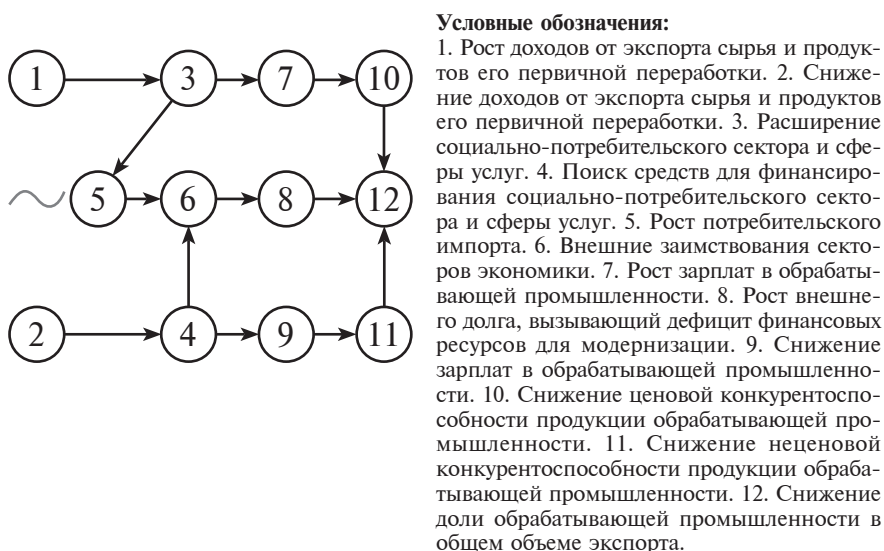 1
3
7
10
5
6
8
12
2
4
9
11
Условные обозначения:
1. Рост доходов от экспорта сырья и продук-
тов его первичной переработки. 2. Сниже-
ние доходов от экспорта сырья и продуктов
его первичной переработки. 3. Расширение
социально-потребительского сектора и сфе-
ры услуг. 4. Поиск средств для финансиро-
вания социально-потребительского секто-
ра и сферы услуг. 5. Рост потребительского
импорта. 6. Внешние заимствования секто-
ров экономики. 7. Рост зарплат в обрабаты-
вающей промышленности. 8. Рост внешне-
го долга, вызывающий дефицит финансовых
ресурсов для модернизации. 9. Снижение
зарплат в обрабатывающей промышленно-
сти. 10. Снижение ценовой конкурентоспо-
собности продукции обрабатывающей про-
мышленности. 11. Снижение неценовой
конкурентоспособности продукции обраба-
тывающей промышленности. 12. Снижение
доли обрабатывающей промышленности в
общем объеме экспорта.